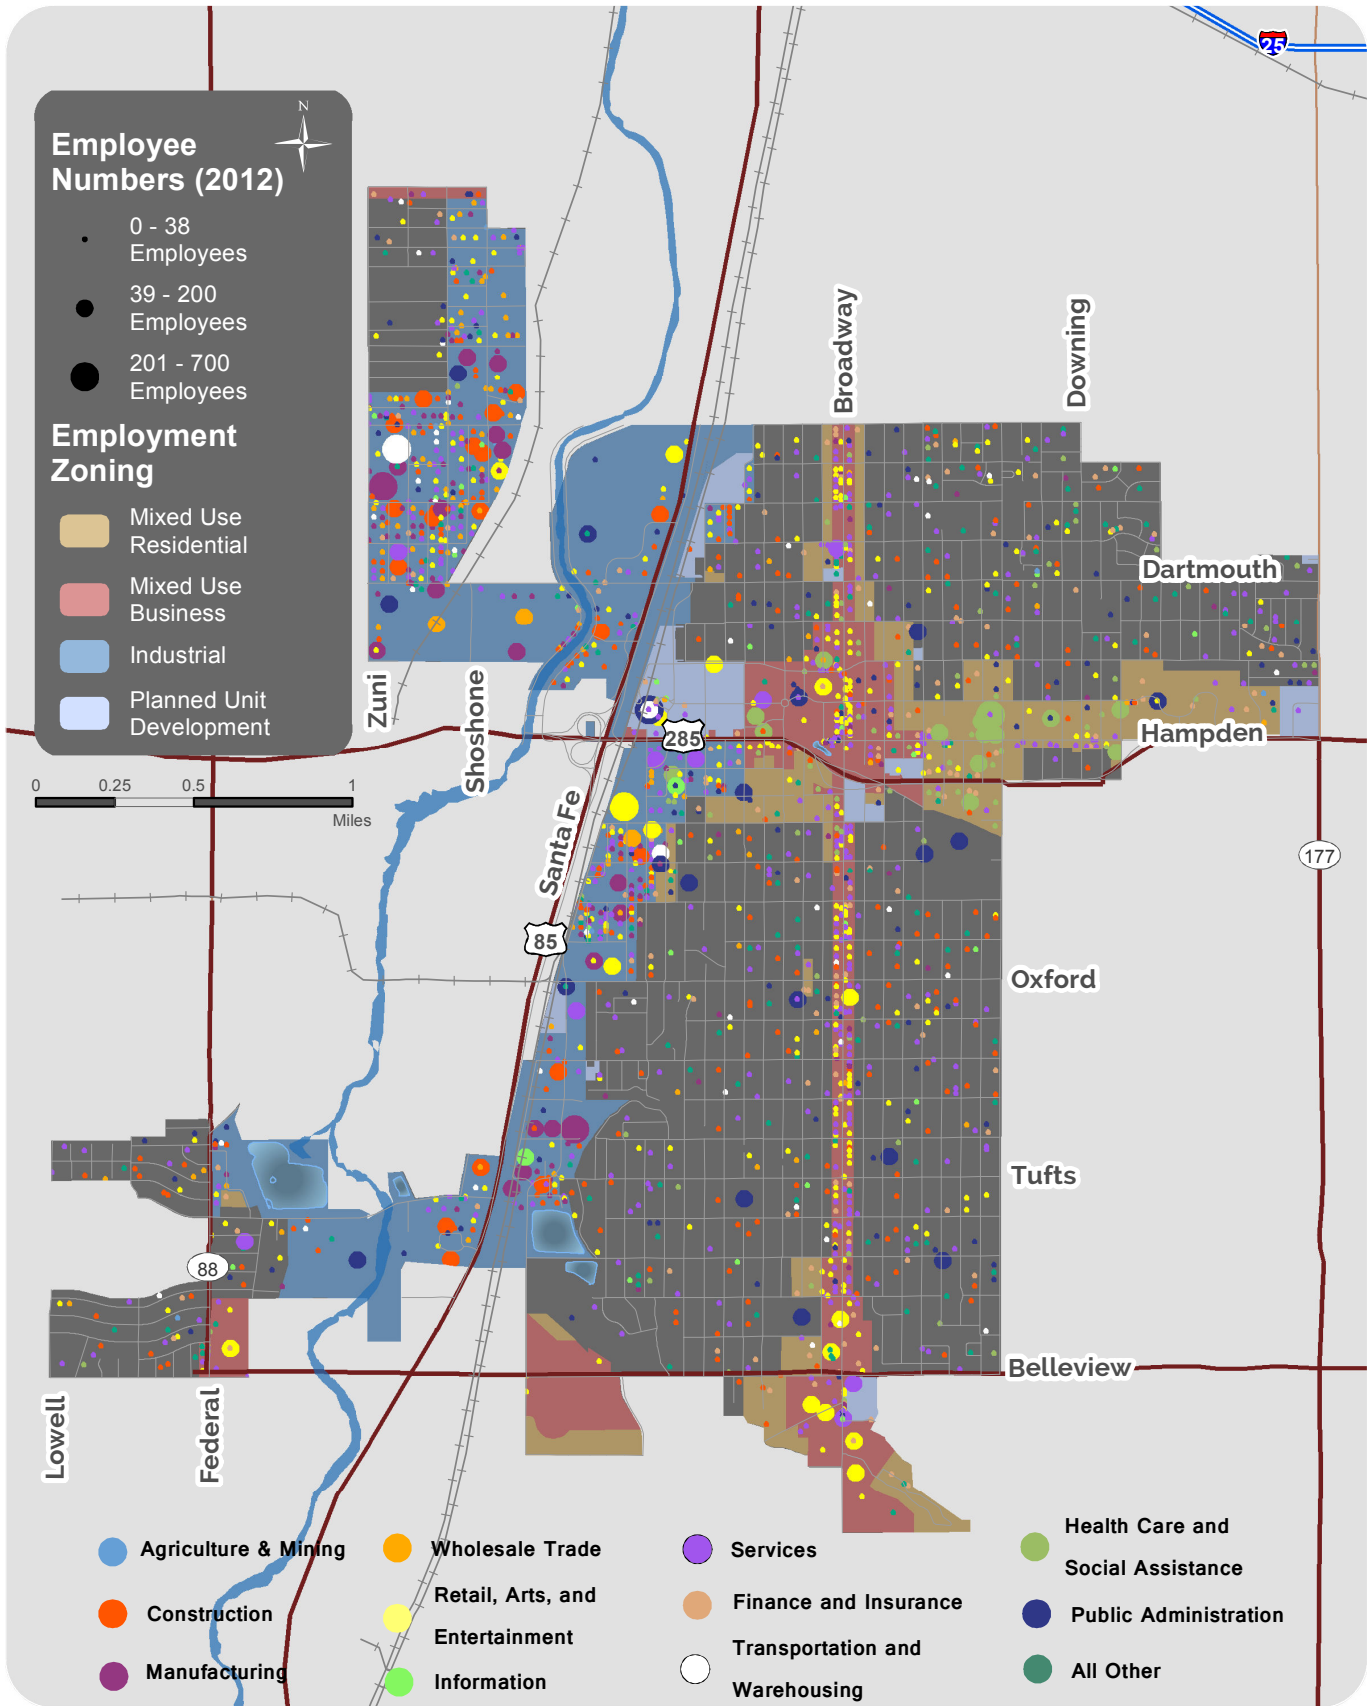 25
N
Employee
Numbers (2012)
0 - 38
Employees
39 - 200
Employees
201 - 700
Employees
Employment
Zoning
Mixed Use
Residential
Mixed Use
Business
Industrial
Planned Unit
Development
0
0.25
0.5
1
Miles
Broadway
Downing
Dartmouth
Zuni
Shoshone
Hampden
285
Santa Fe
177
85
Oxford
Tufts
88
Belleview
Lowell
Federal
Agriculture & Mining
Construction
Manufacturing
Wholesale Trade
Retail, Arts, and
Entertainment
Information
Services
Finance and Insurance
Transportation and
Warehousing
Health Care and
Social Assistance
Public Administration
All Other